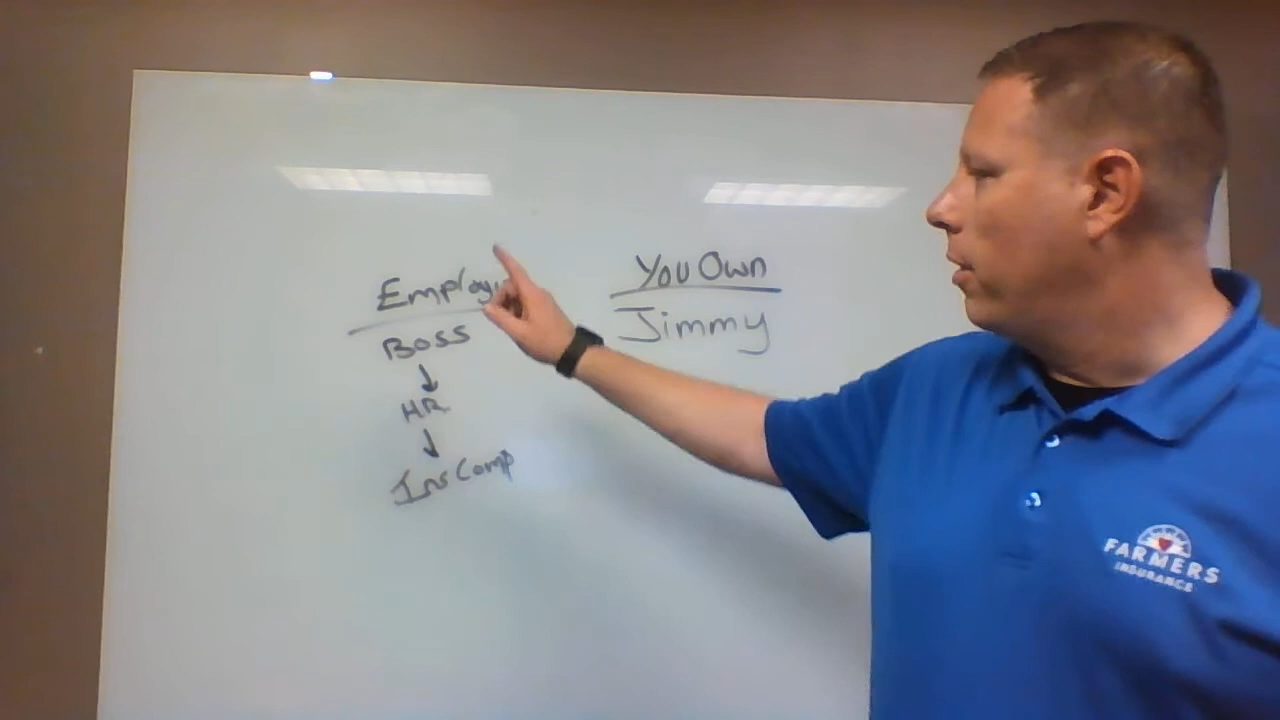 Employ
Boss
↓
HR
↓
Ins Comp
You Own
Jimmy
FARMERS
INSURANCE